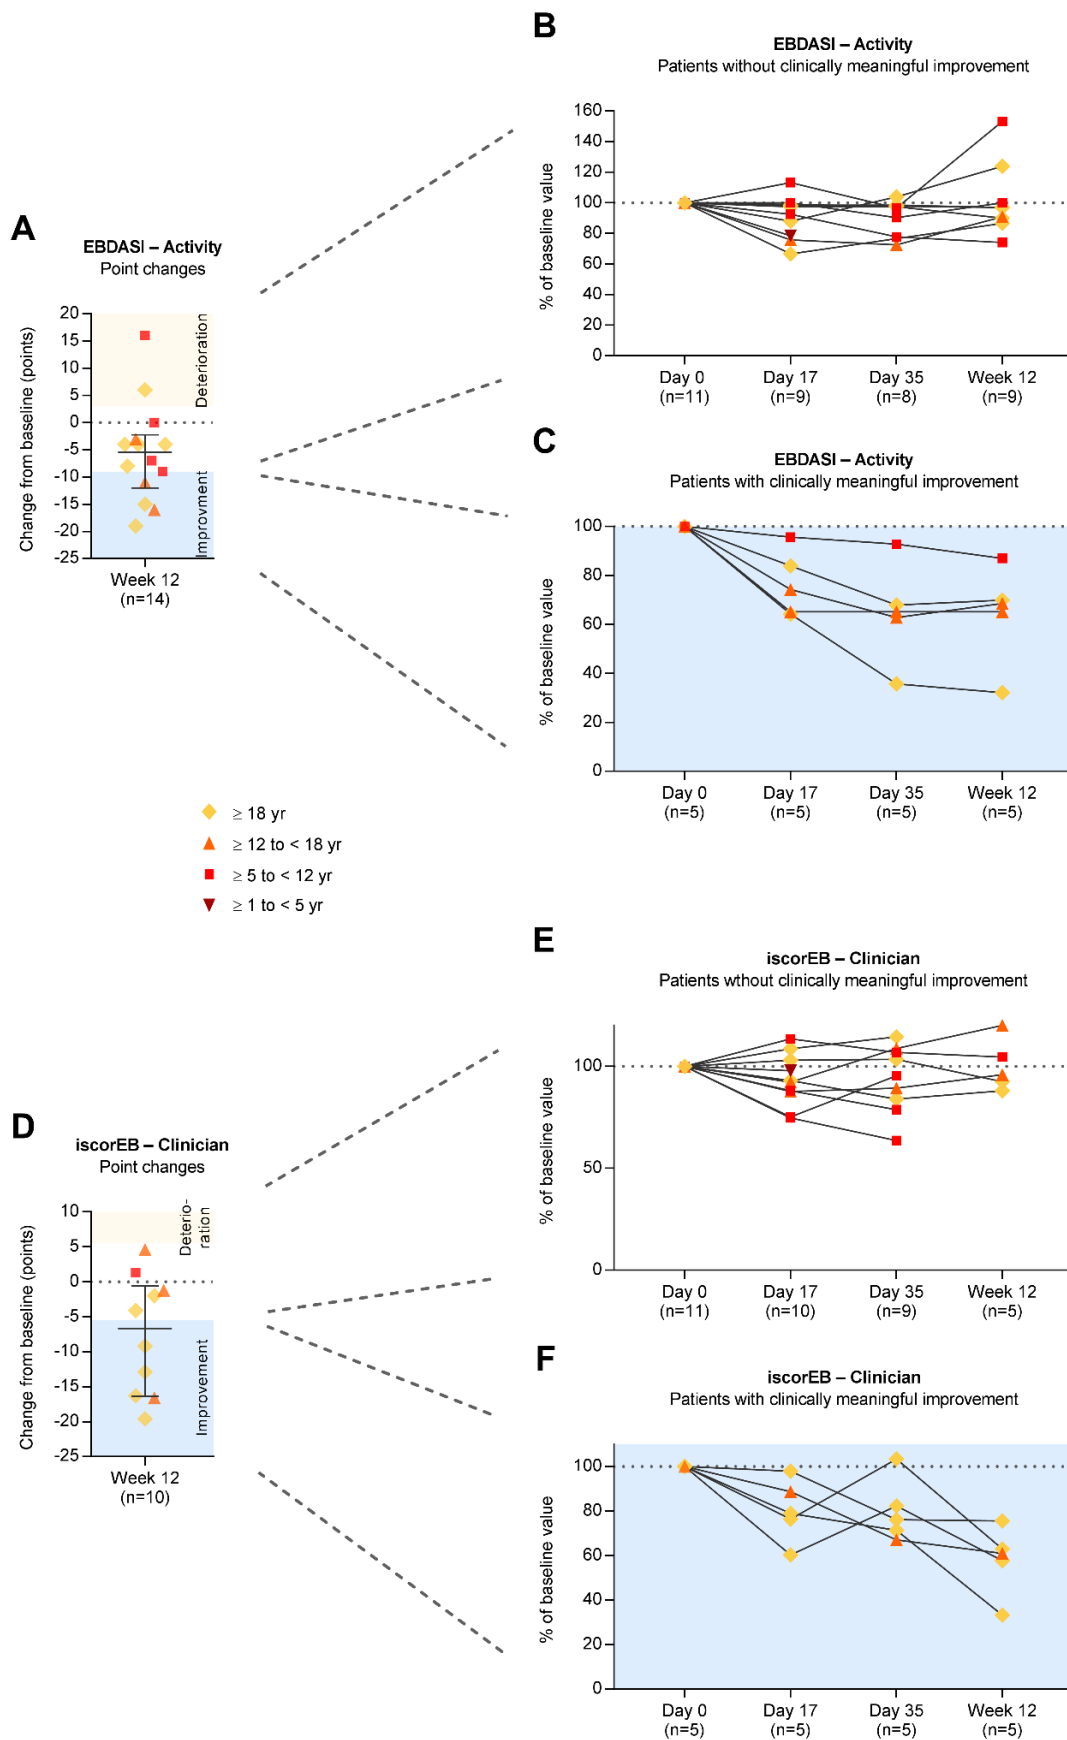 B
EBDASI – Activity
Patients without clinically meaningful improvement
% of baseline value
160
140
120
100
80
60
40
20
0
Day 0
(n=11)
Day 17
(n=9)
Day 35
(n=8)
Week 12
(n=9)
A
EBDASI – Activity
Point changes
Change from baseline (points)
20
15
10
5
0
-5
-10
-15
-20
-25
Deterioration
Improvment
Week 12
(n=14)
C
EBDASI – Activity
Patients with clinically meaningful improvement
% of baseline value
100
80
60
40
20
0
Day 0
(n=5)
Day 17
(n=5)
Day 35
(n=5)
Week 12
(n=5)
≥ 18 yr
≥ 12 to < 18 yr
≥ 5 to < 12 yr
≥ 1 to < 5 yr
E
iscorEB – Clinician
Patients wthout clinically meaningful improvement
% of baseline value
100
50
0
Day 0
(n=11)
Day 17
(n=10)
Day 35
(n=9)
Week 12
(n=5)
D
iscorEB – Clinician
Point changes
Change from baseline (points)
10
5
0
-5
-10
-15
-20
-25
Deterio-
ration
Improvement
Week 12
(n=10)
F
iscorEB – Clinician
Patients with clinically meaningful improvement
% of baseline value
100
80
60
40
20
0
Day 0
(n=5)
Day 17
(n=5)
Day 35
(n=5)
Week 12
(n=5)